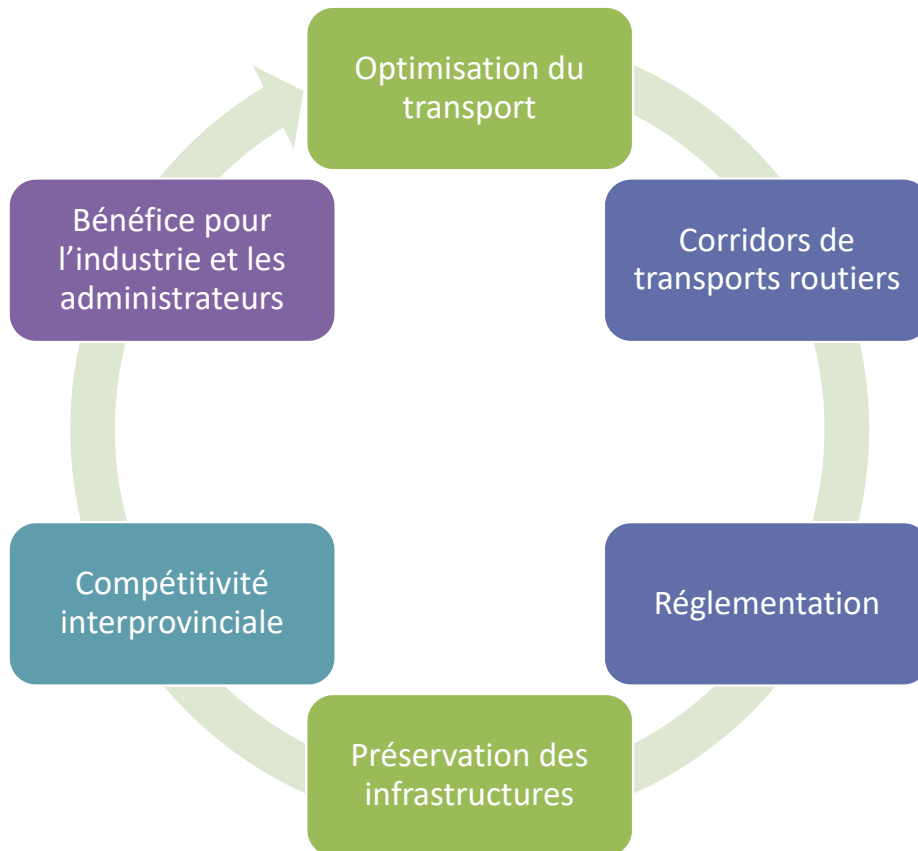 Optimisation du
transport
Corridors de
transports routiers
Réglementation
Préservation des
infrastructures
Compétitivité
interprovinciale
Bénéfice pour
l’industrie et les
administrateurs